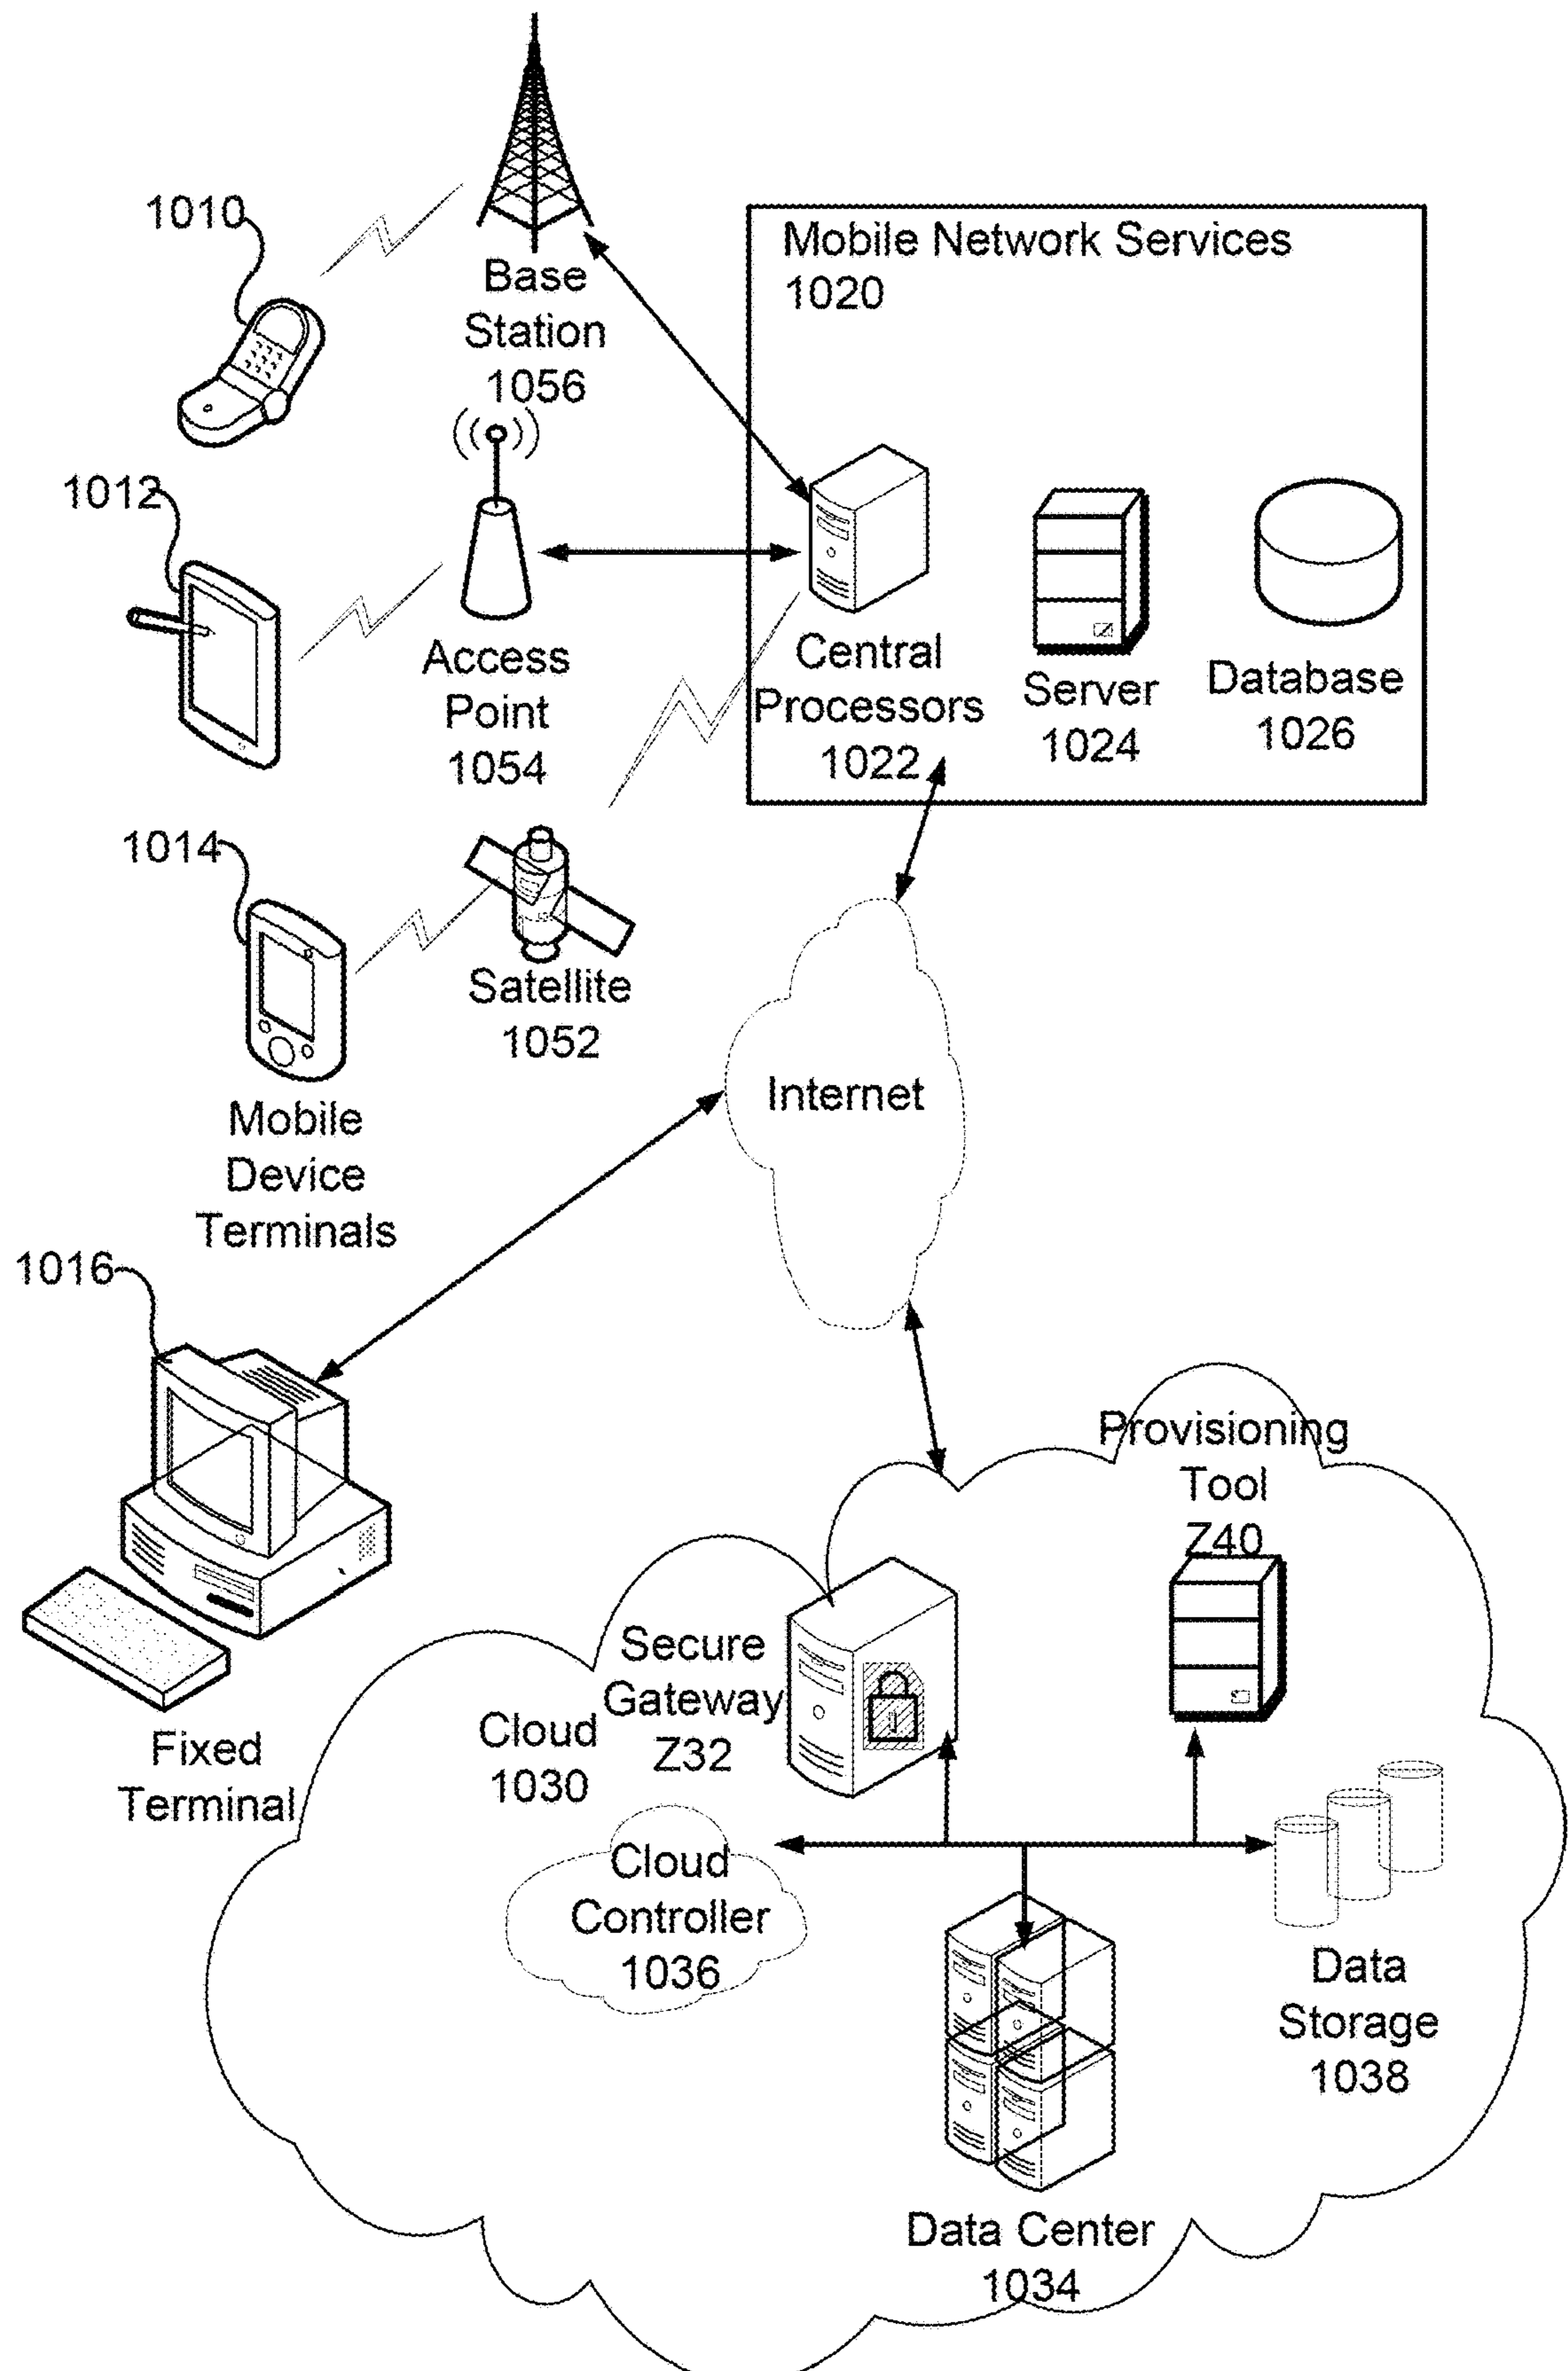 1010
Base
Station
1056
Mobile Network Services
1020
1012
Access
Point
1054
Central
Processors
1022
Server
1024
Database
1026
1014
Satellite
1052
Mobile
Device
Terminals
Internet
1016
Fixed
Terminal
Provisioning
Tool
Z40
Secure
Gateway
Z32
Cloud
1030
Cloud
Controller
1036
Data
Storage
1038
Data Center
1034